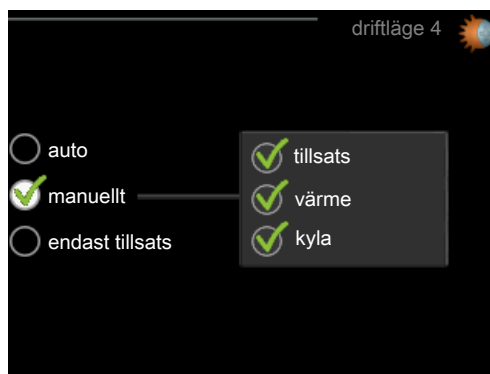 driftläge 4
auto
manuellt
endast tillsats
tillsats
värme
kyla